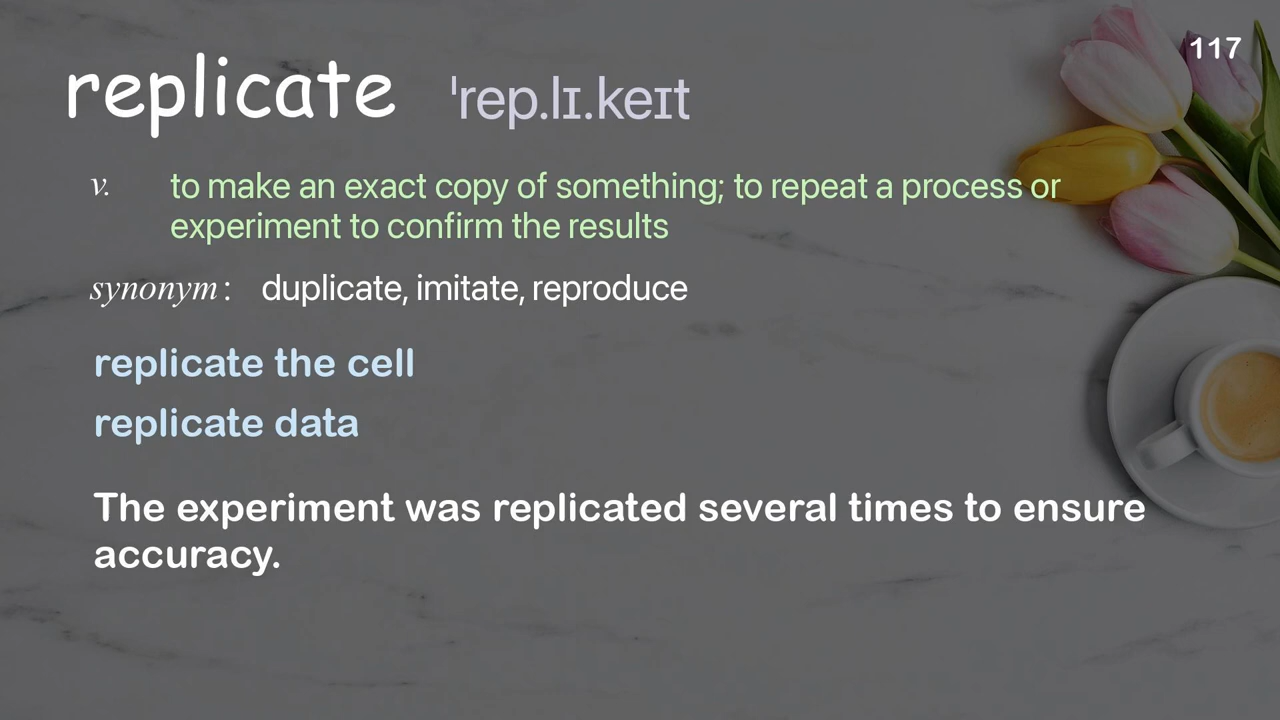 117
replicate ˈrep.lɪ.keɪt
v. to make an exact copy of something; to repeat a process or
experiment to confirm the results
synonym: duplicate, imitate, reproduce
replicate the cell
replicate data
The experiment was replicated several times to ensure
accuracy.